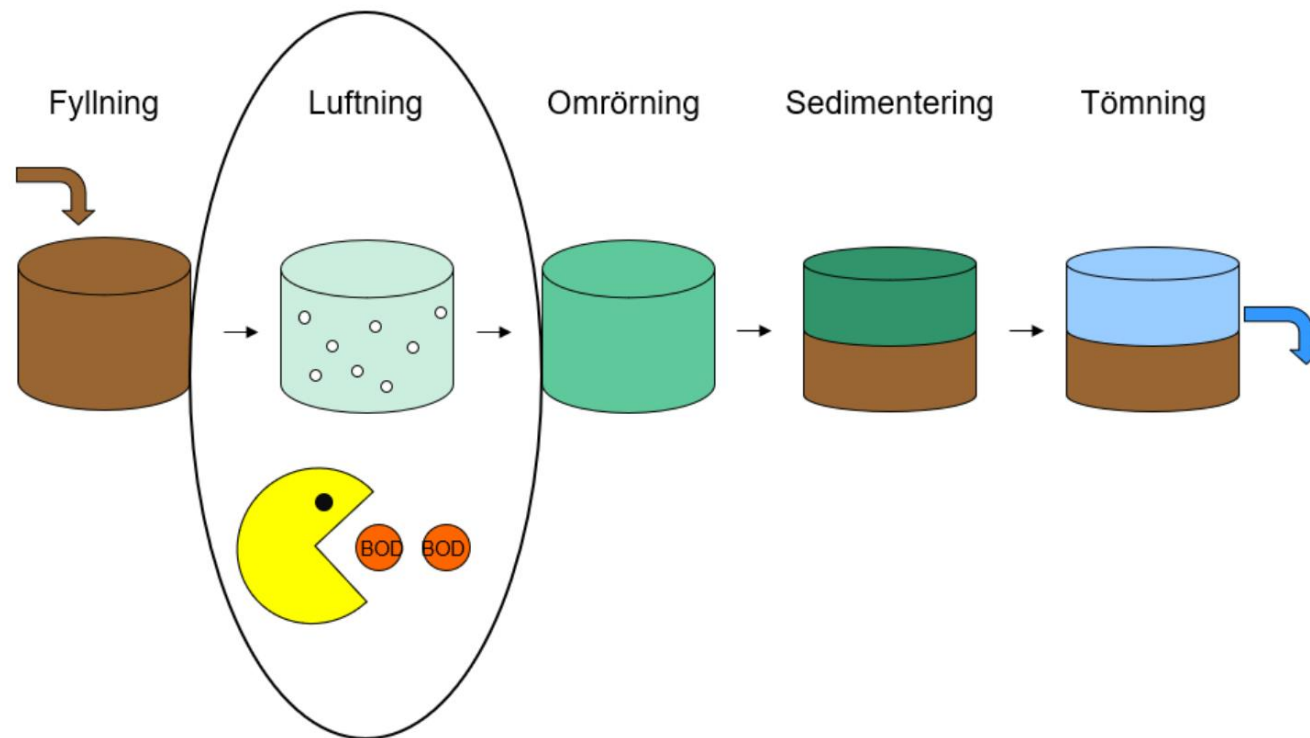 Fyllning
Luftning
Omrörning
Sedimentering
Tömning
BOD
BOD